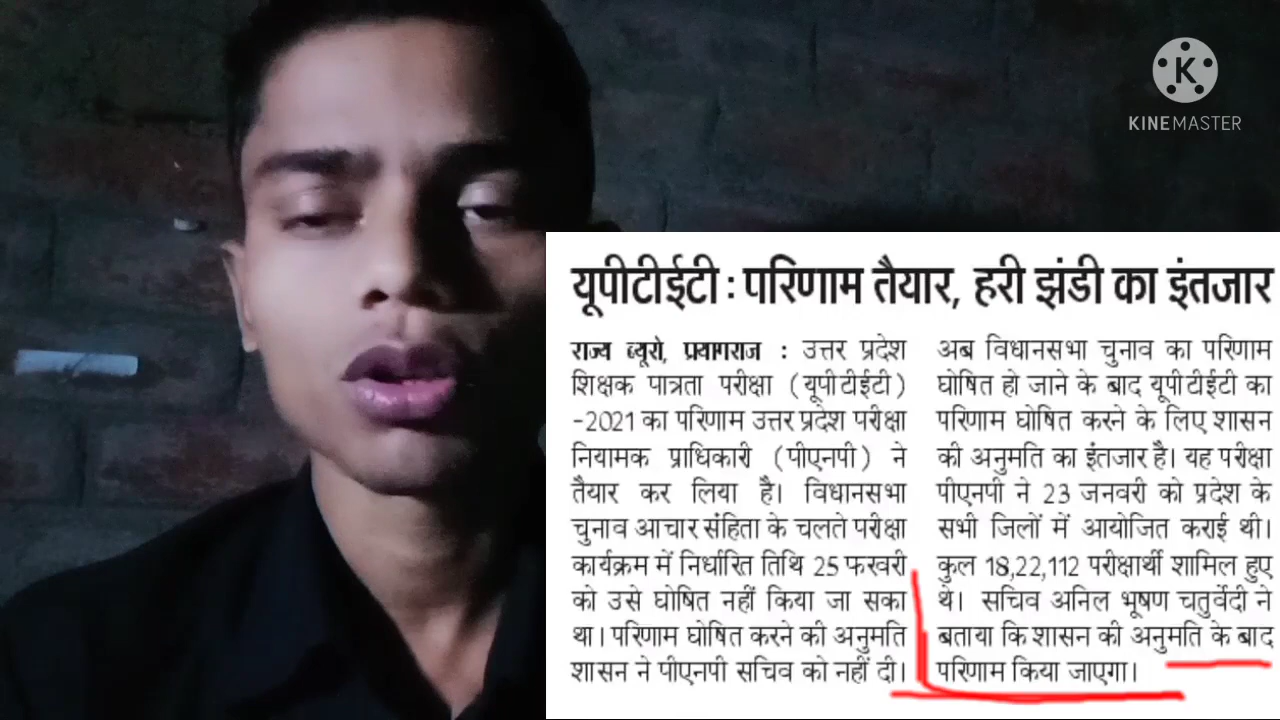 KINEMASTER
यूपीटीईटी : परिणाम तैयार, हरी झंडी का इंतजार
राज्य ब्यूरो, प्रयागराज : उत्तर प्रदेश
शिक्षक पात्रता परीक्षा (यूपीटीईटी)
-2021 का परिणाम उत्तर प्रदेश परीक्षा
नियामक प्राधिकारी (पीएनपी) ने
तैयार कर लिया है। विधानसभा
चुनाव आचार संहिता के चलते परीक्षा
कार्यक्रम में निर्धारित तिथि 25 फरवरी
को उसे घोषित नहीं किया जा सका
था। परिणाम घोषित करने की अनुमति
शासन ने पीएनपी सचिव को नहीं दी।
अब विधानसभा चुनाव का परिणाम
घोषित हो जाने के बाद यूपीटीईटी का
परिणाम घोषित करने के लिए शासन
की अनुमति का इंतजार है। यह परीक्षा
पीएनपी ने 23 जनवरी को प्रदेश के
सभी जिलों में आयोजित कराई थी।
कुल 18,22,112 परीक्षार्थी शामिल हुए
थे। सचिव अनिल भूषण चतुर्वेदी ने
बताया कि शासन की अनुमति के बाद
परिणाम किया जाएगा।